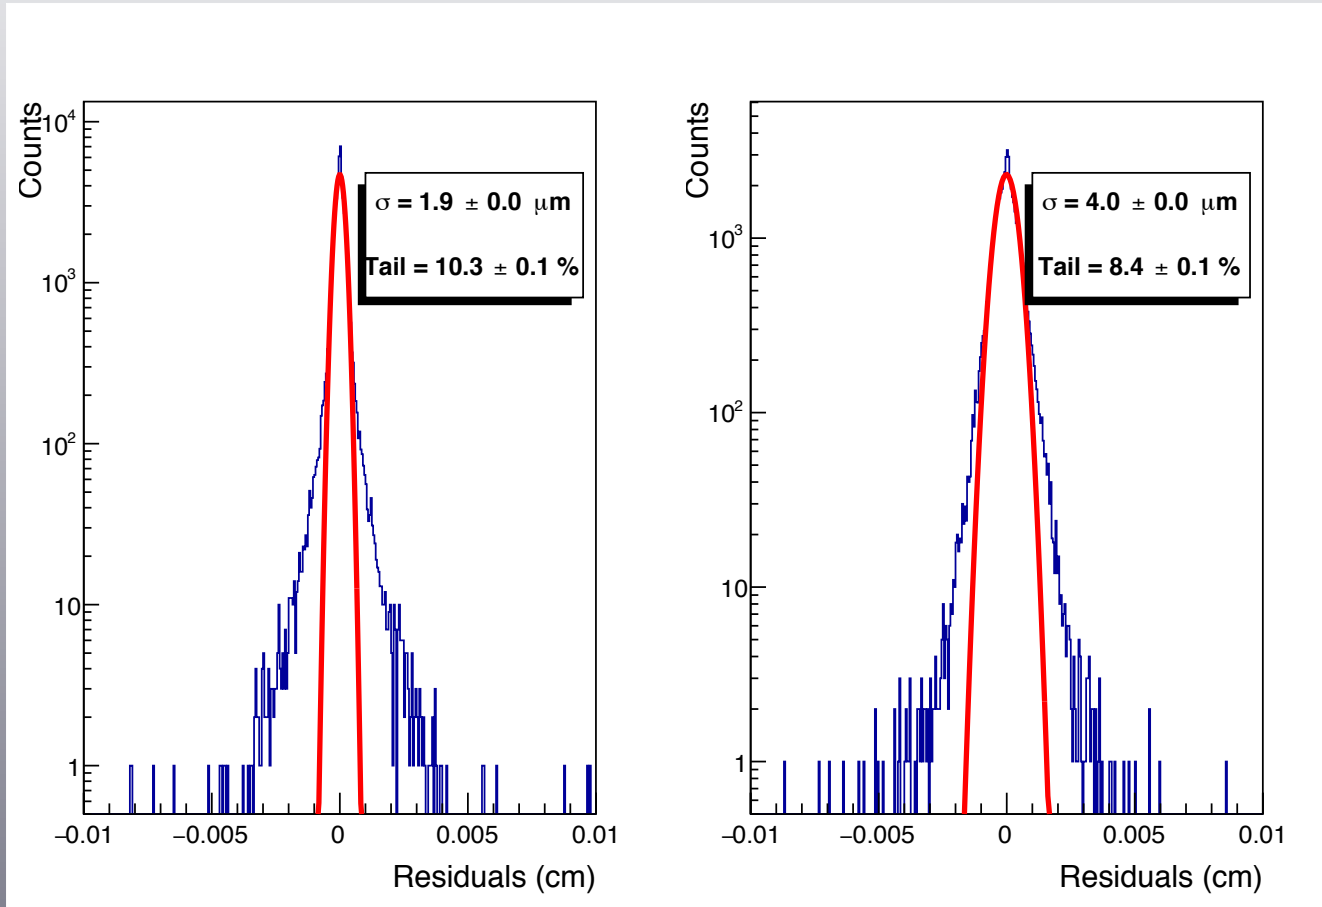 Counts
10⁴
10³
10²
10
1
σ = 1.9 ± 0.0 μm
Tail = 10.3 ± 0.1 %
−0.01
−0.005
0
0.005
0.01
Residuals (cm)
Counts
10³
10²
10
1
σ = 4.0 ± 0.0 μm
Tail = 8.4 ± 0.1 %
−0.01
−0.005
0
0.005
0.01
Residuals (cm)